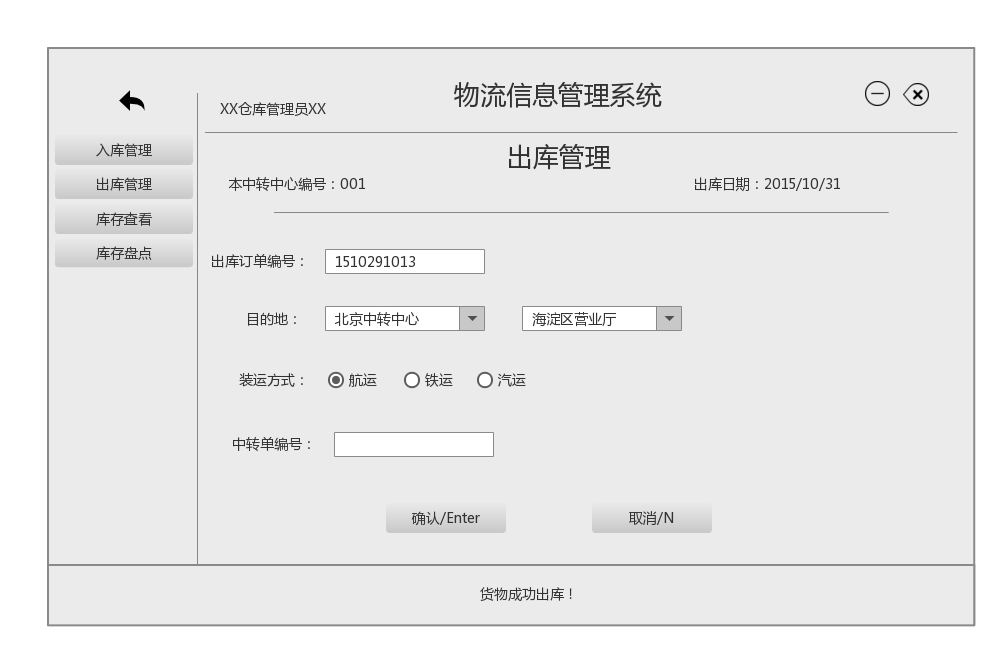 物流信息管理系统
XX仓库管理员XX
入库管理
出库管理
库存查看
库存盘点
出库管理
本中转中心编号：001
出库日期：2015/10/31
出库订单编号： 1510291013
目的地： 北京中转中心 海淀区营业厅
装运方式： 航运 铁运 汽运
中转单编号：
确认/Enter 取消/N
货物成功出库！